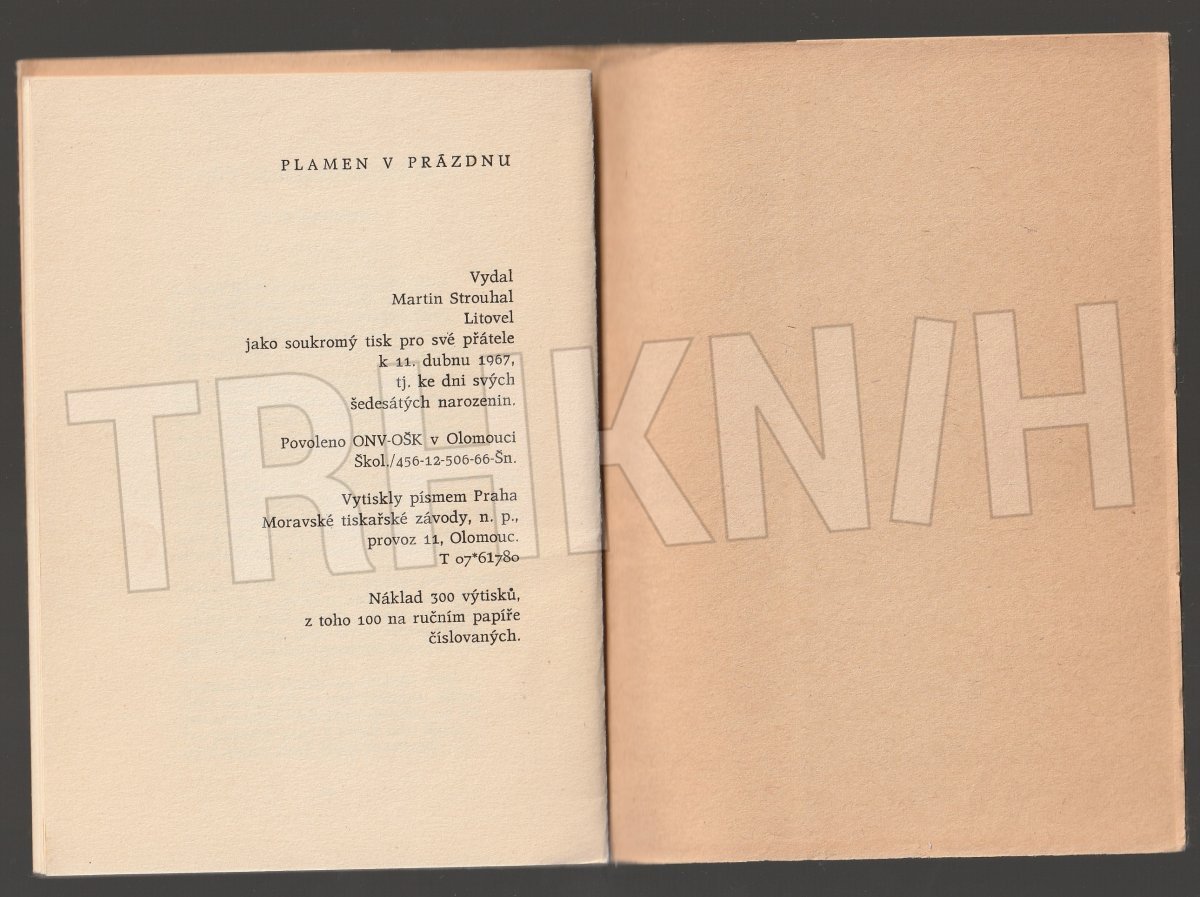 PLAMEN V PRÁZDNU
Vydal
Martin Strouhal
Litovel
jako soukromý tisk pro své přátele
k 11. dubnu 1967,
tj. ke dni svých
šedesátých narozenin.
Povoleno ONV-OŠK v Olomouci
Škol./456-12-506-66-Šn.
Vytiskly písmem Praha
Moravské tiskařské závody, n. p.,
provoz 11, Olomouc.
T 07*61780
Náklad 300 výtisků,
z toho 100 na ručním papíře
číslovaných.
TRHKN/H